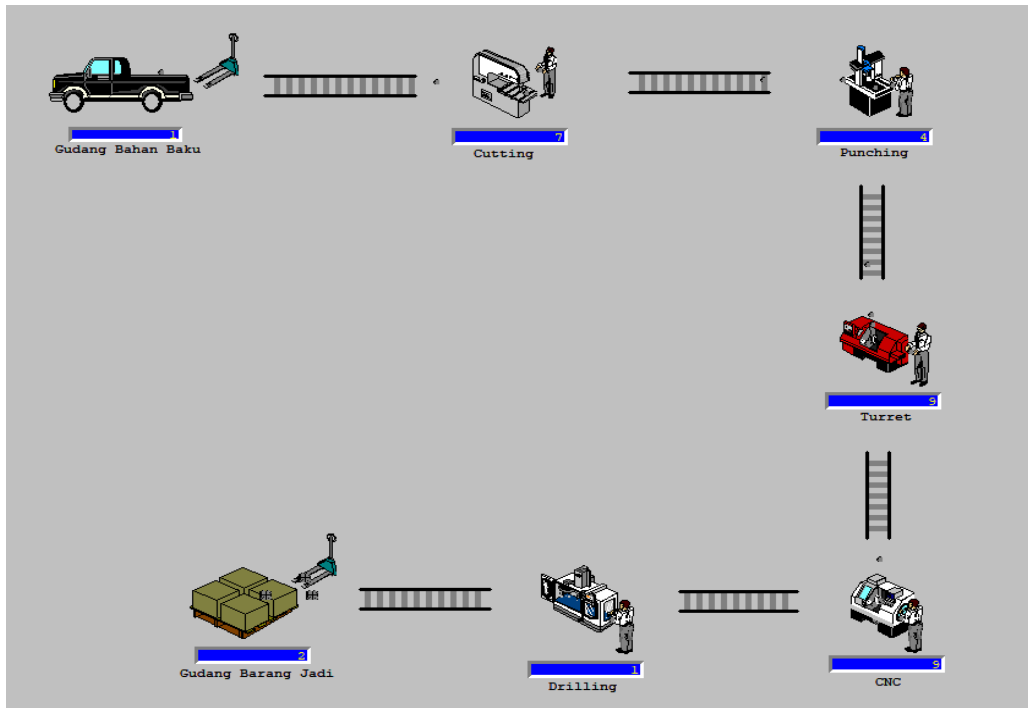 1
Gudang Bahan Baku
7
Cutting
4
Punching
9
Turret
9
CNC
1
Drilling
2
Gudang Barang Jadi